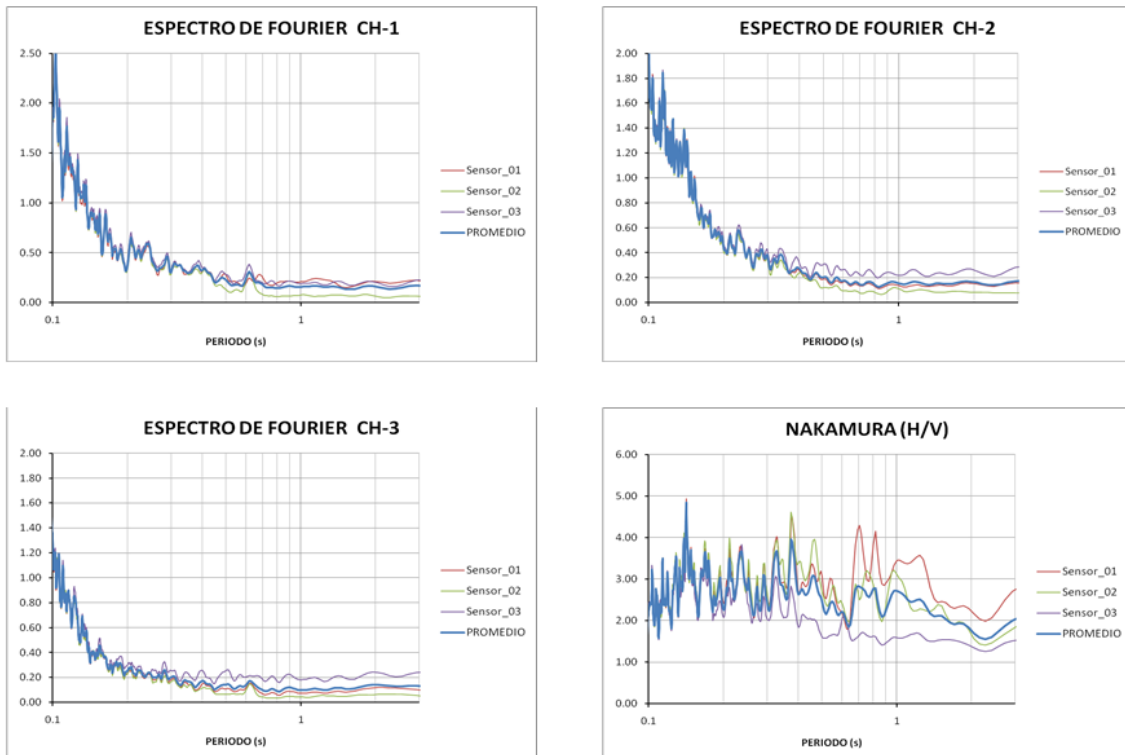 ESPECTRO DE FOURIER CH-1
2.50
2.00
1.50
1.00
0.50
0.00
0.1
1
PERIODO (s)
Sensor_01
Sensor_02
Sensor_03
PROMEDIO
ESPECTRO DE FOURIER CH-2
2.00
1.80
1.60
1.40
1.20
1.00
0.80
0.60
0.40
0.20
0.00
0.1
1
PERIODO (s)
Sensor_01
Sensor_02
Sensor_03
PROMEDIO
ESPECTRO DE FOURIER CH-3
2.00
1.80
1.60
1.40
1.20
1.00
0.80
0.60
0.40
0.20
0.00
0.1
1
PERIODO (s)
Sensor_01
Sensor_02
Sensor_03
PROMEDIO
NAKAMURA (H/V)
6.00
5.00
4.00
3.00
2.00
1.00
0.00
0.1
1
PERIODO (s)
Sensor_01
Sensor_02
Sensor_03
PROMEDIO